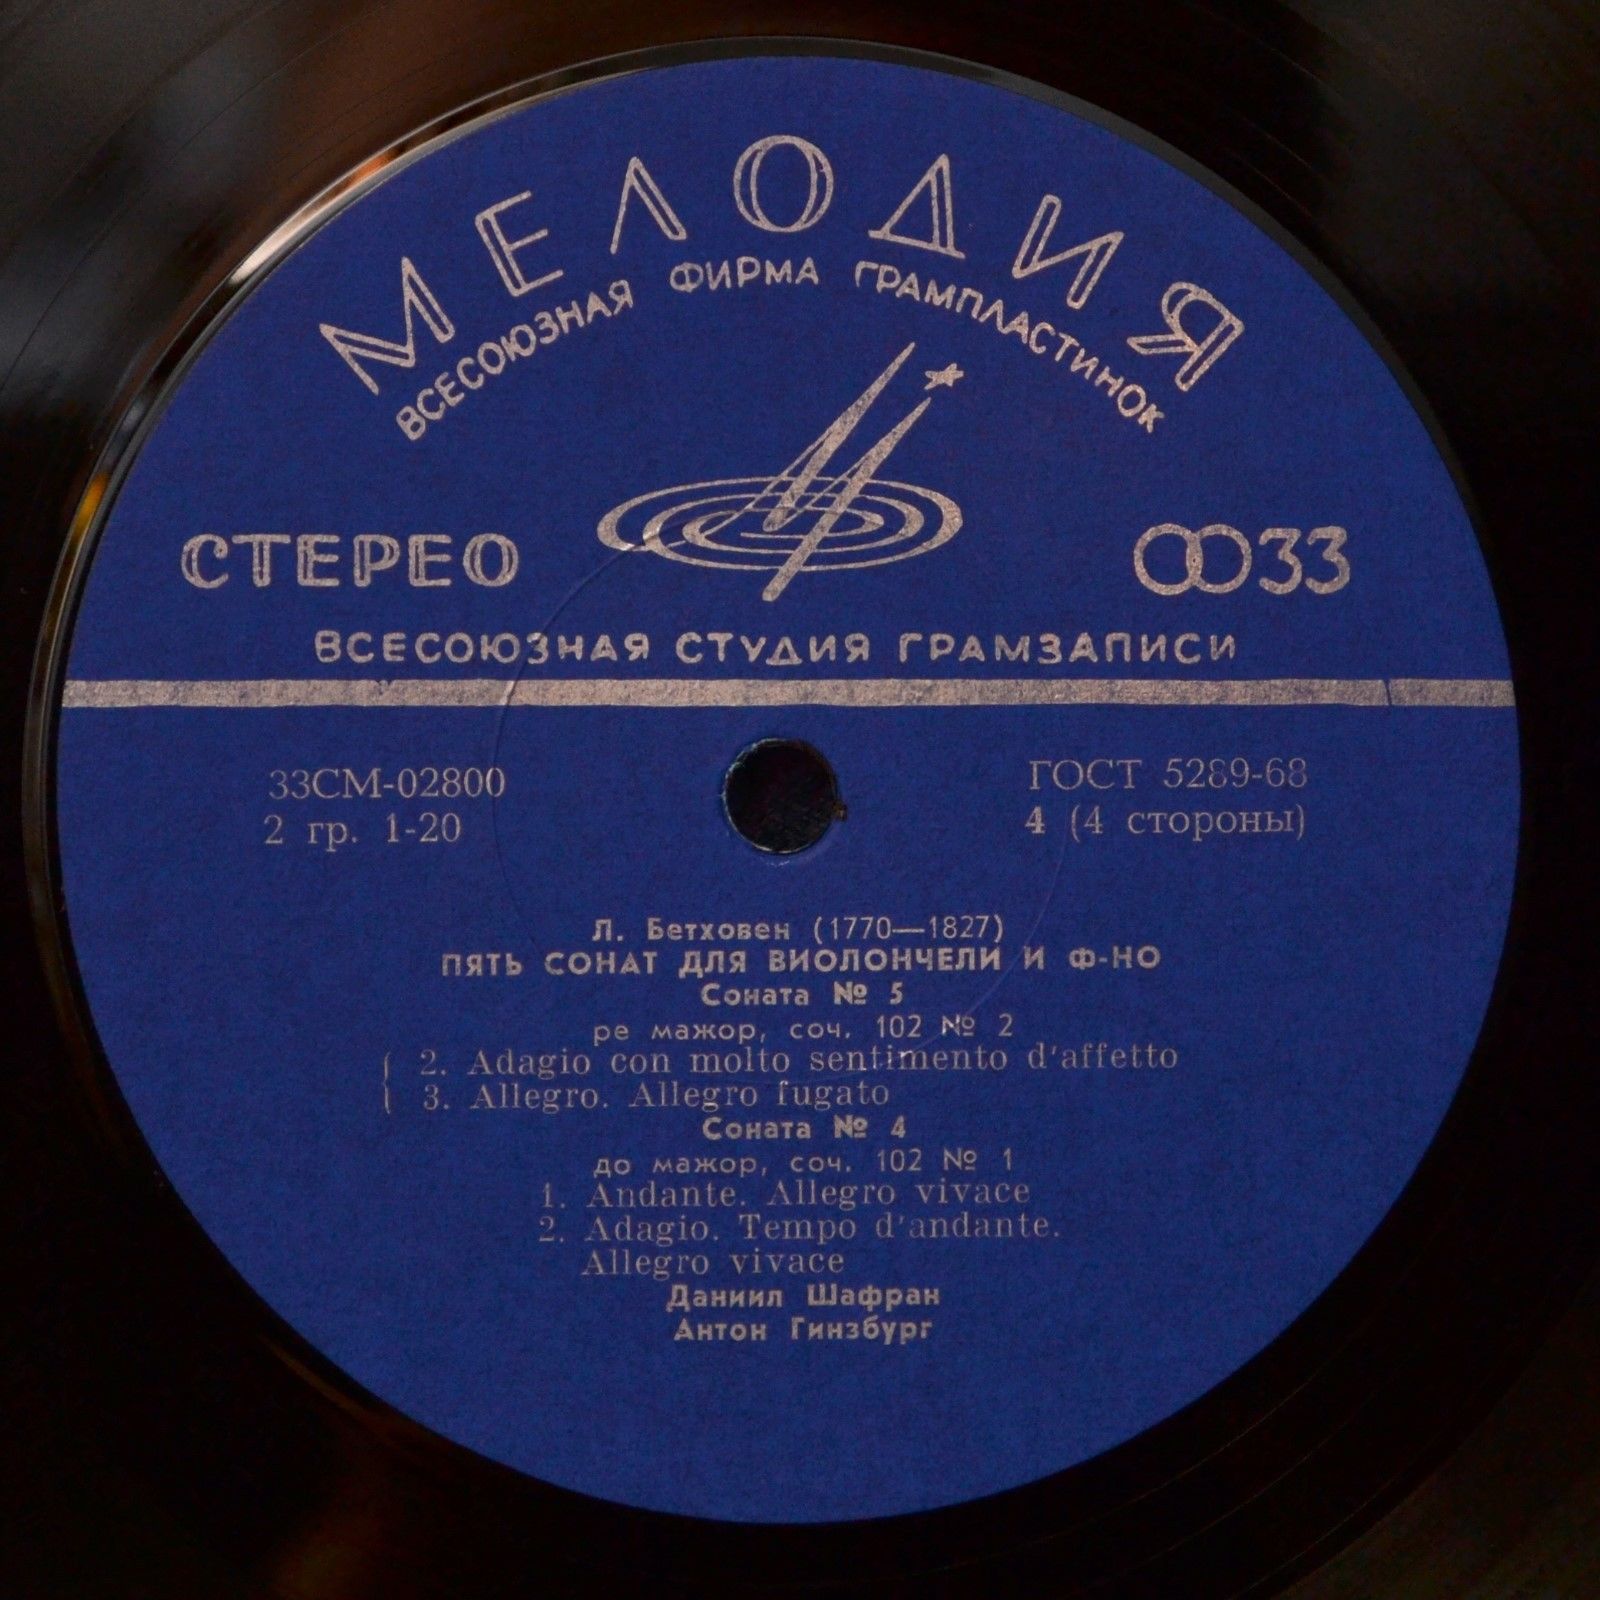 МЕЛОДИЯ
ВСЕСОЮЗНАЯ ФИРМА ГРАМПЛАСТИНОК
СТЕРЕО
33
ВСЕСОЮЗНАЯ СТУДИЯ ГРАМЗАПИСИ
33СМ-02800
ГОСТ 5289-68
2 гр. 1-20
4 (4 стороны)
Л. Бетховен (1770—1827)
ПЯТЬ СОНАТ ДЛЯ ВИОЛОНЧЕЛИ И Ф-НО
Соната № 5
ре мажор, соч. 102 № 2
2. Adagio con molto sentimento d'affetto
3. Allegro. Allegro fugato
Соната № 4
до мажор, соч. 102 № 1
1. Andante. Allegro vivace
2. Adagio. Tempo d'andante.
Allegro vivace
Даниил Шафран
Антон Гинзбург